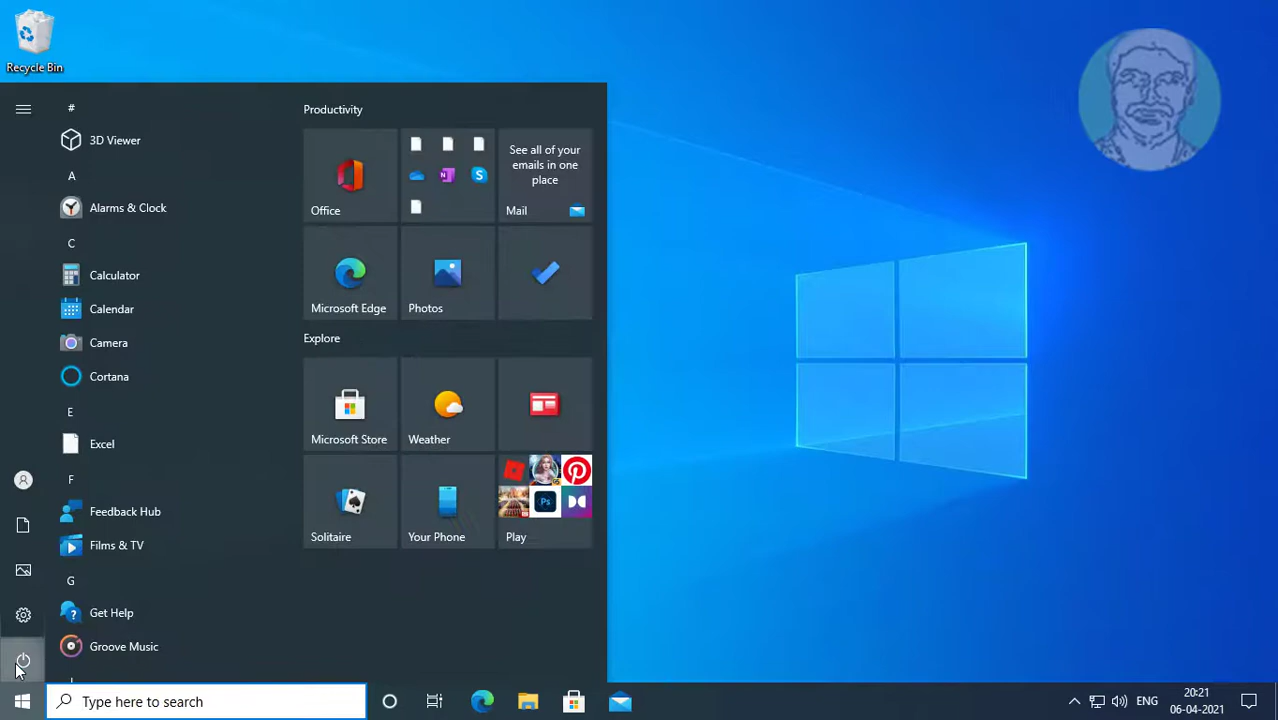 Recycle Bin
#
3D Viewer
A
Alarms & Clock
C
Calculator
Calendar
Camera
Cortana
E
Excel
F
Feedback Hub
Films & TV
G
Get Help
Groove Music
Productivity
Office
See all of your
emails in one
place
Mail
Microsoft Edge
Photos
Explore
Microsoft Store
Weather
Solitaire
Your Phone
Ps
Play
Type here to search
ENG
20:21
06-04-2021